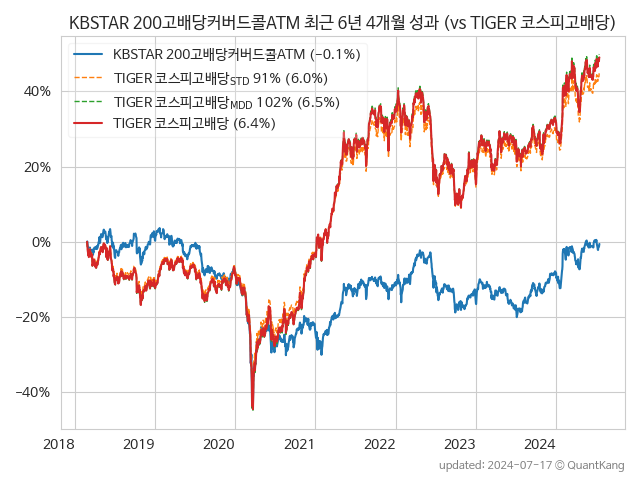 KBSTAR 200고배당커버드콜ATM 최근 6년 4개월 성과 (vs TIGER 코스피고배당)
KBSTAR 200고배당커버드콜ATM (−0.1%)
TIGER 코스피고배당STD 91% (6.0%)
TIGER 코스피고배당MDD 102% (6.5%)
TIGER 코스피고배당 (6.4%)
40%
20%
0%
−20%
−40%
2018 2019 2020 2021 2022 2023 2024
updated: 2024-07-17 © QuantKang